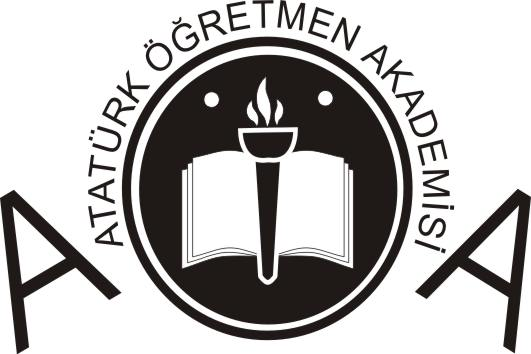 ATATÜRK ÖĞRETMEN AKADEMİSİ
A Ö A